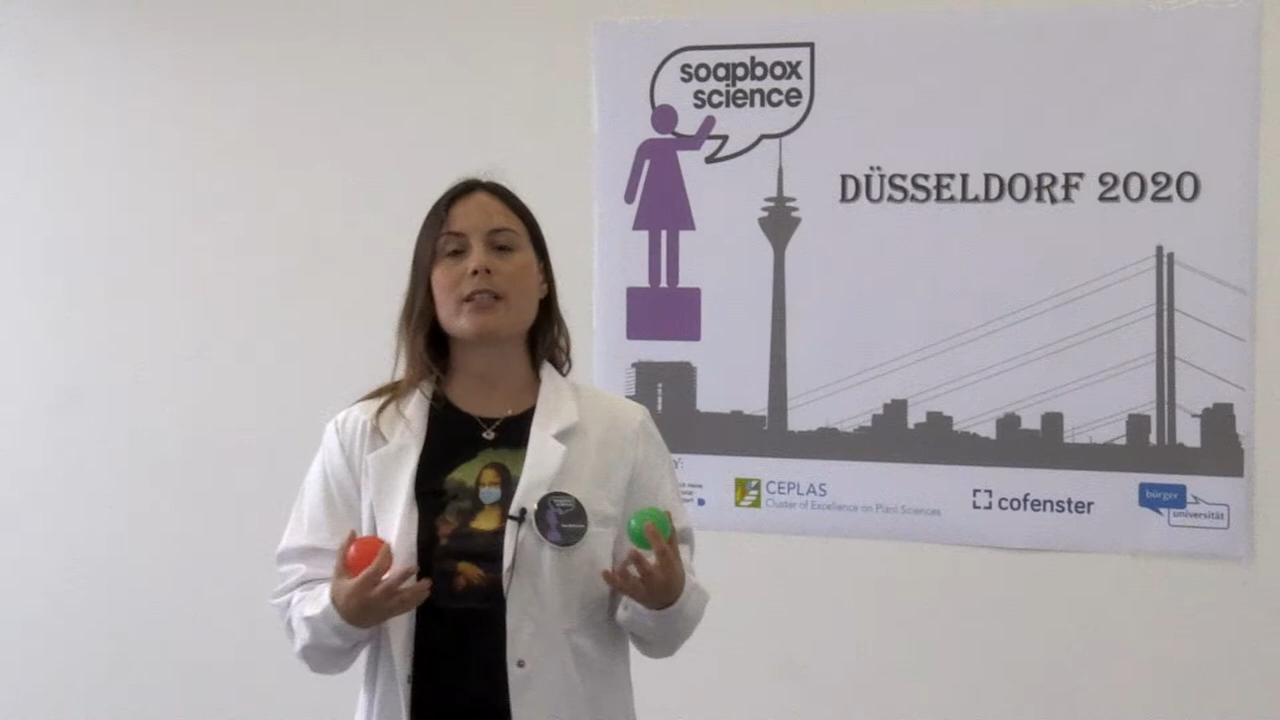 soapbox
science
DÜSSELDORF 2020
CEPLAS
Cluster of Excellence on Plant Sciences
cofenster
bürger
universität